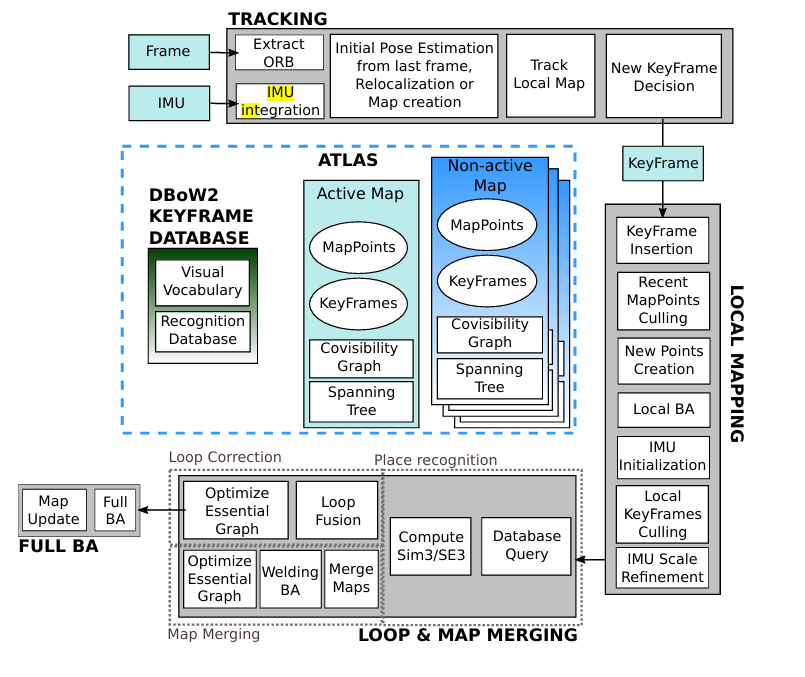 TRACKING
Frame
IMU
Extract
ORB
IMU
integration
Initial Pose Estimation
from last frame,
Relocalization or
Map creation
Track
Local Map
New KeyFrame
Decision
KeyFrame
ATLAS
DBoW2
KEYFRAME
DATABASE
Visual
Vocabulary
Recognition
Database
Active Map
MapPoints
KeyFrames
Covisibility
Graph
Spanning
Tree
Non-active
Map
MapPoints
KeyFrames
Covisibility
Graph
Spanning
Tree
LOCAL MAPPING
KeyFrame
Insertion
Recent
MapPoints
Culling
New Points
Creation
Local BA
IMU
Initialization
Local
KeyFrames
Culling
IMU Scale
Refinement
Loop Correction
Place recognition
Optimize
Essential
Graph
Loop
Fusion
Compute
Sim3/SE3
Database
Query
Optimize
Essential
Graph
Welding
BA
Merge
Maps
Map Merging
LOOP & MAP MERGING
Map
Update
Full
BA
FULL BA